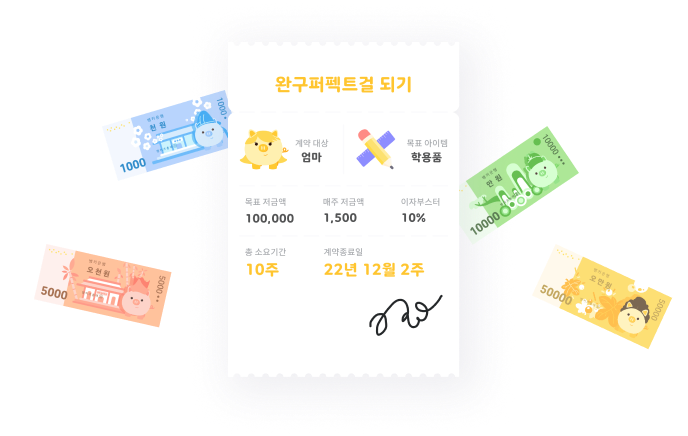 완구퍼펙트걸 되기
계약 대상
엄마
목표 아이템
학용품
목표 저금액
100,000
매주 저금액
1,500
이자부스터
10%
총 소요기간
10주
계약종료일
22년 12월 2주
천 원
1000
1000
오천 원
5000
5000
만 원
10000
10000
오만 원
50000
50000